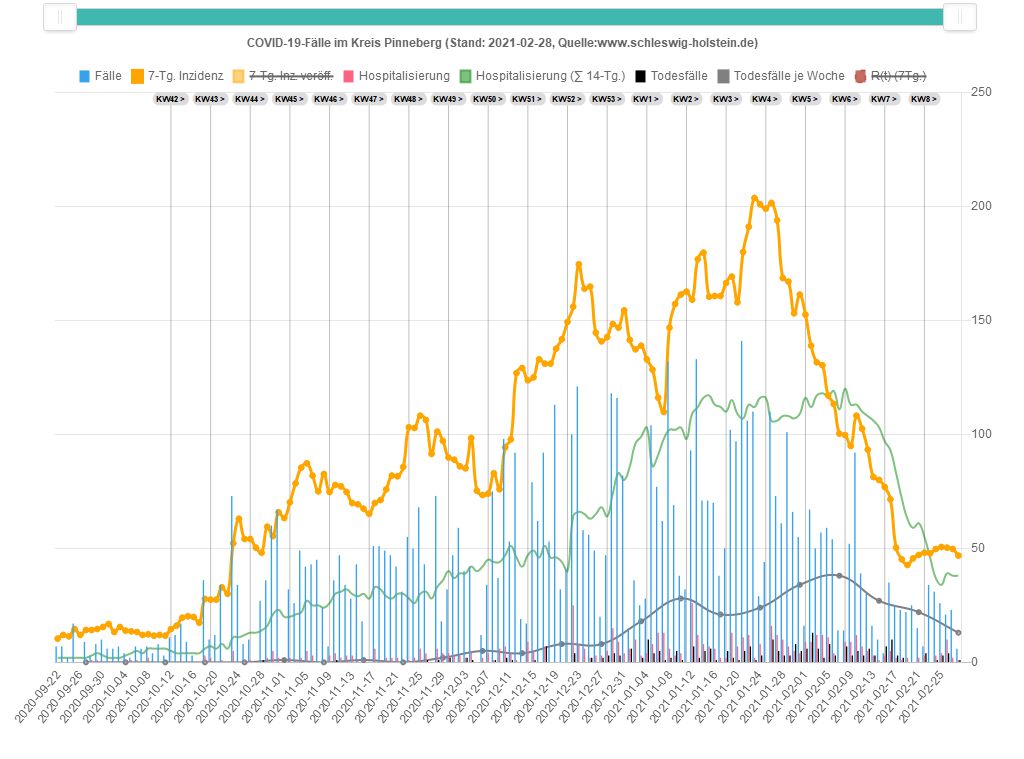 COVID-19-Fälle im Kreis Pinneberg (Stand: 2021-02-28, Quelle:www.schleswig-holstein.de)
Fälle 7-Tg. Inzidenz 7-Tg. Inz. veröff. Hospitalisierung Hospitalisierung (∑ 14-Tg.) Todesfälle Todesfälle je Woche R(t) (7Tg.)
KW42 > KW43 > KW44 > KW45 > KW46 > KW47 > KW48 > KW49 > KW50 > KW51 > KW52 > KW53 > KW1 > KW2 > KW3 > KW4 > KW5 > KW6 > KW7 > KW8 >
250
200
150
100
50
0
2020-09-22 2020-09-26 2020-09-30 2020-10-04 2020-10-08 2020-10-12 2020-10-16 2020-10-20 2020-10-24 2020-10-28 2020-11-01 2020-11-05 2020-11-09 2020-11-13 2020-11-17 2020-11-21 2020-11-25 2020-11-29 2020-12-03 2020-12-07 2020-12-11 2020-12-15 2020-12-19 2020-12-23 2020-12-27 2020-12-31 2021-01-04 2021-01-08 2021-01-12 2021-01-16 2021-01-20 2021-01-24 2021-01-28 2021-02-01 2021-02-05 2021-02-09 2021-02-13 2021-02-17 2021-02-21 2021-02-25